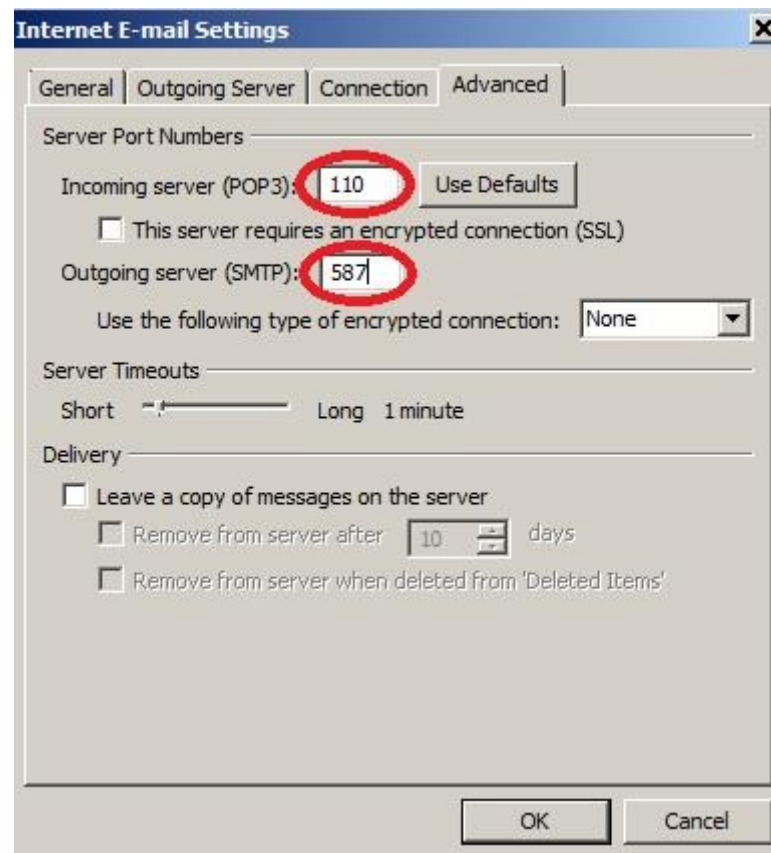 Internet E-mail Settings
General Outgoing Server Connection Advanced
Server Port Numbers
Incoming server (POP3): 110 Use Defaults
This server requires an encrypted connection (SSL)
Outgoing server (SMTP): 587
Use the following type of encrypted connection: None
Server Timeouts
Short Long 1 minute
Delivery
Leave a copy of messages on the server
Remove from server after 10 days
Remove from server when deleted from 'Deleted Items'
OK Cancel